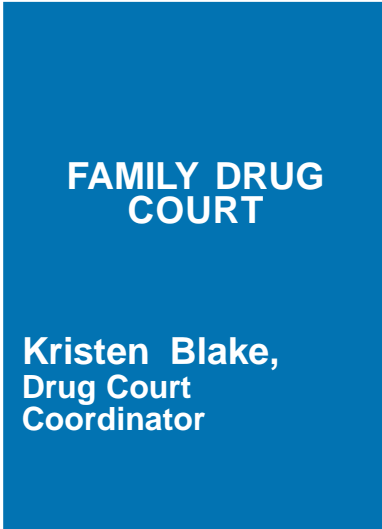 FAMILY DRUG
COURT
Kristen Blake,
Drug Court
Coordinator